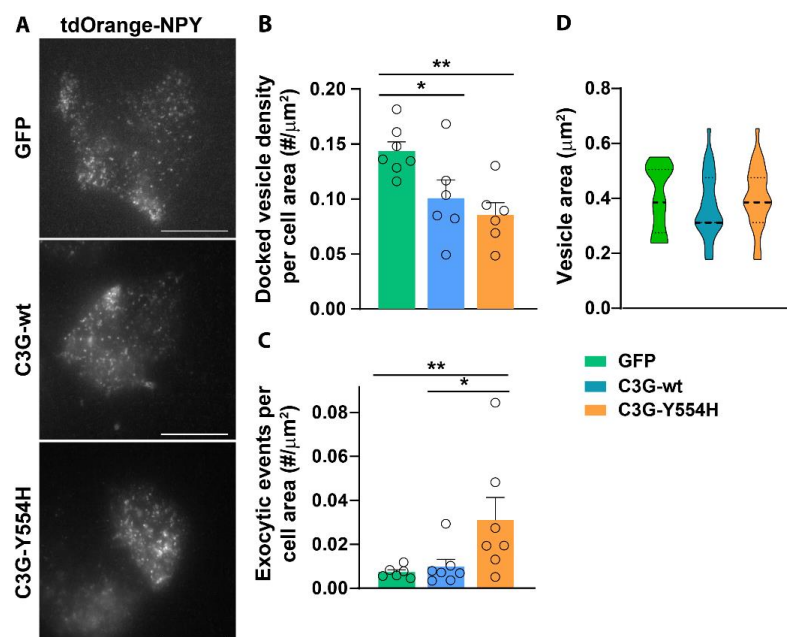 A
tdOrange-NPY
GFP
C3G-wt
C3G-Y554H
B
Docked vesicle density
per cell area (#/μm²)
0.20
0.15
0.10
0.05
0.00
**
*
C
Exocytic events per
cell area (#/μm²)
0.08
0.06
0.04
0.02
0.00
**
*
D
Vesicle area (μm²)
0.8
0.6
0.4
0.2
0.0
GFP
C3G-wt
C3G-Y554H